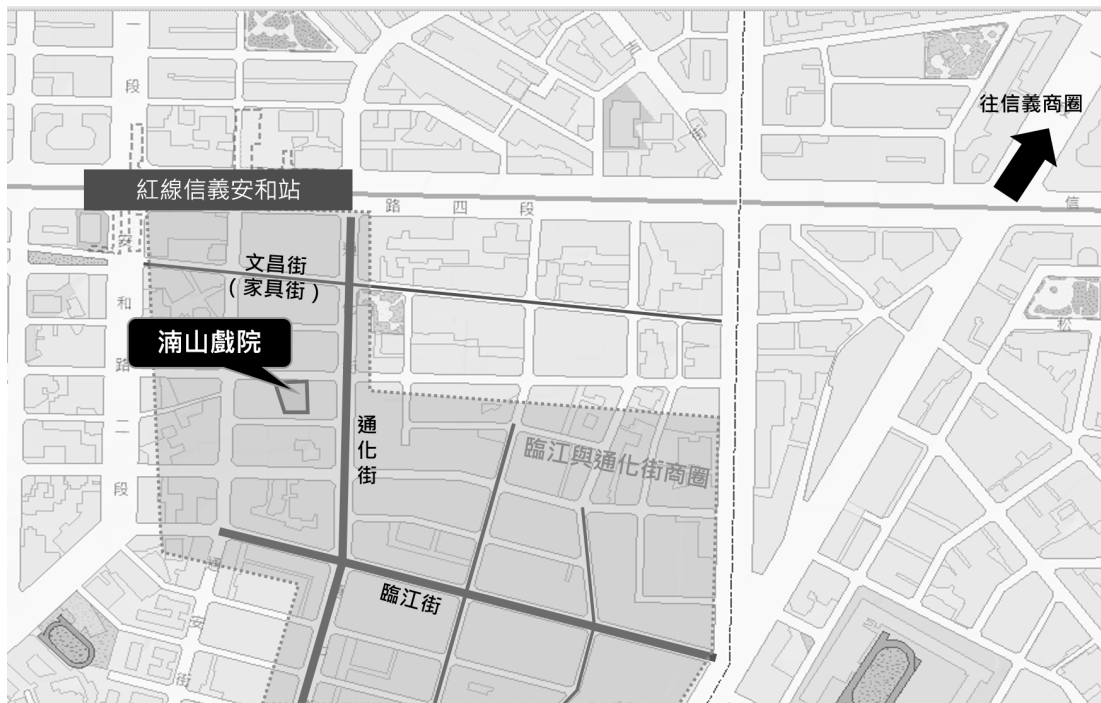 一
段
往信義商圈
紅線信義安和站
路 四 段
信
安
和
路
二
段
文昌街
(家具街)
松
湳山戲院
通
化
街
臨江與通化街商圈
臨江街
安
街